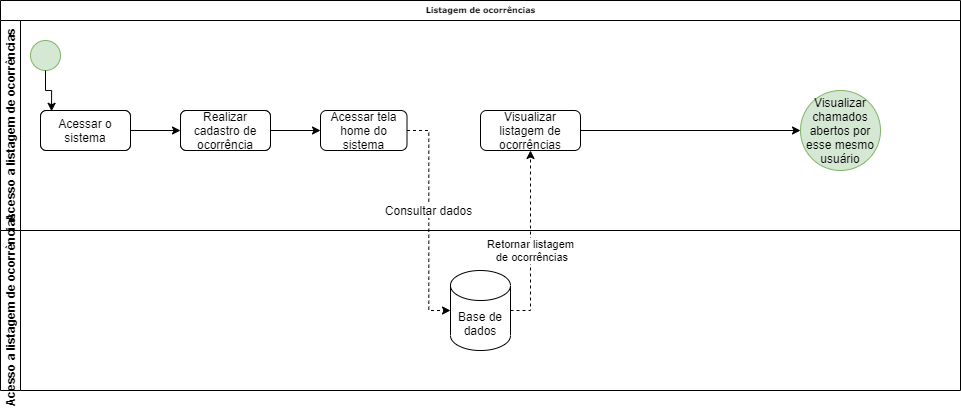 Listagem de ocorrências
Acesso a listagem de ocorrências
Acessar o
sistema
Realizar
cadastro de
ocorrência
Acessar tela
home do
sistema
Visualizar
listagem de
ocorrências
Visualizar
chamados
abertos por
esse mesmo
usuário
Consultar dados
Acesso a listagem de ocorrências
Retornar listagem
de ocorrências
Base de
dados